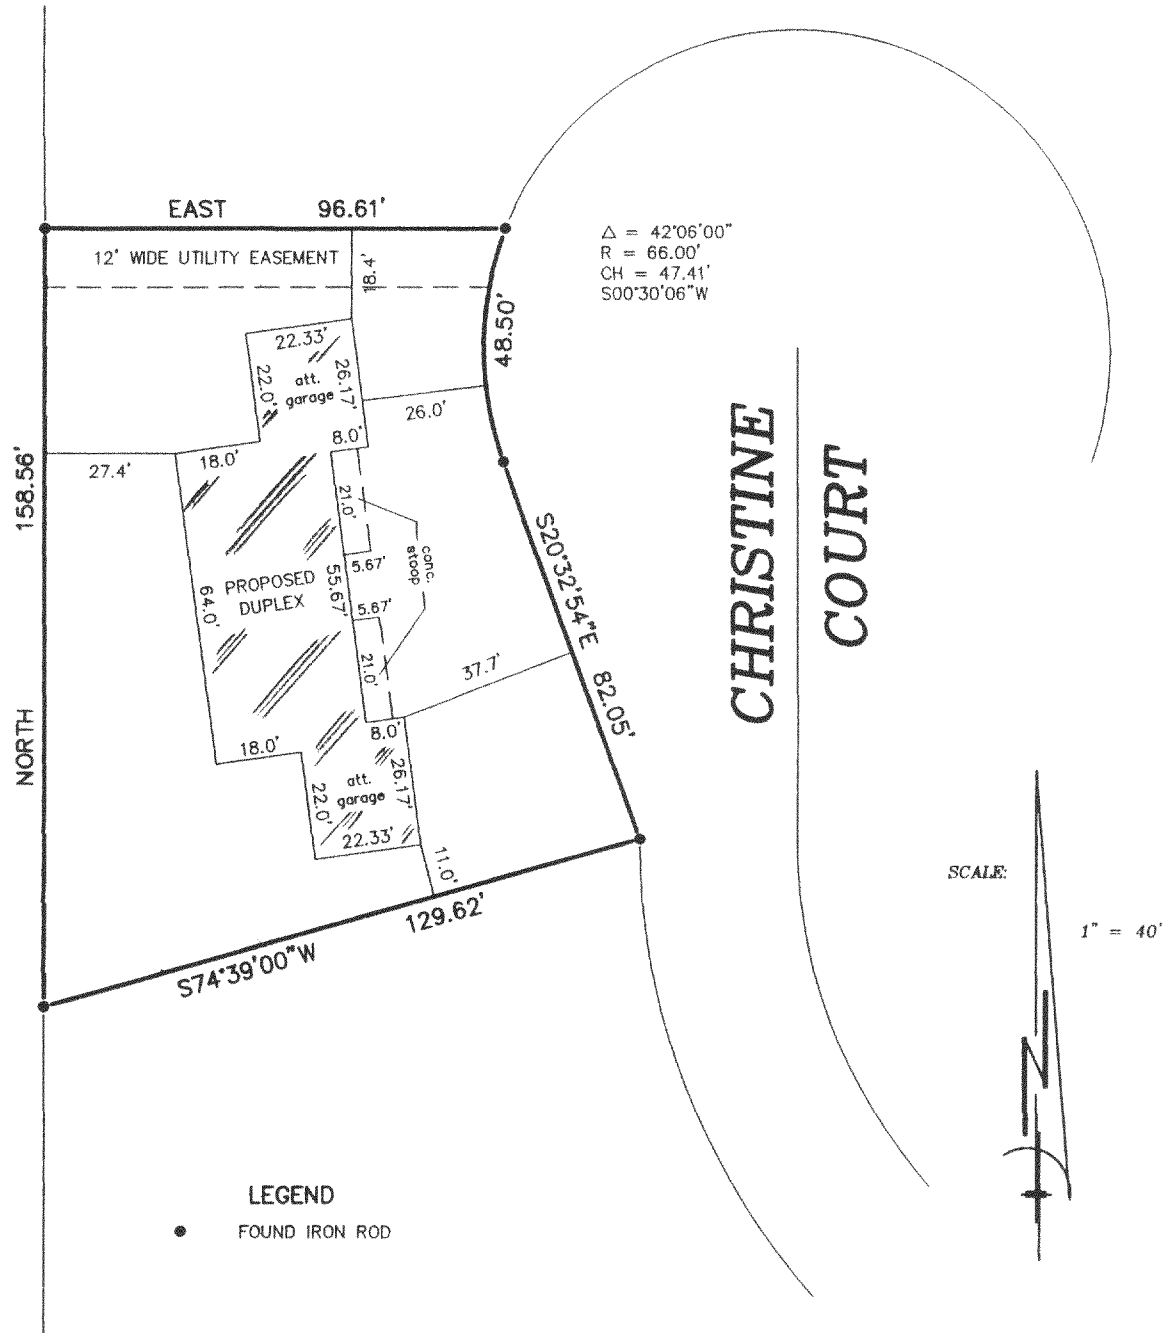 EAST 96.61'
12' WIDE UTILITY EASEMENT
18.4'
Δ = 42°06'00"
R = 66.00'
CH = 47.41'
S00°30'06"W
48.50'
22.33'
22.0'
att.
garage
26.17'
26.0'
8.0'
18.0'
27.4'
NORTH 158.56'
21.0'
conc.
stoop
5.67'
PROPOSED
DUPLEX
55.67'
64.0'
5.67'
21.0'
S20°32'54"E 82.05'
37.7'
8.0'
18.0'
att.
garage
22.0'
26.17'
22.33'
11.0'
S74°39'00"W 129.62'
CHRISTINE
COURT
SCALE:
1" = 40'
N
LEGEND
FOUND IRON ROD